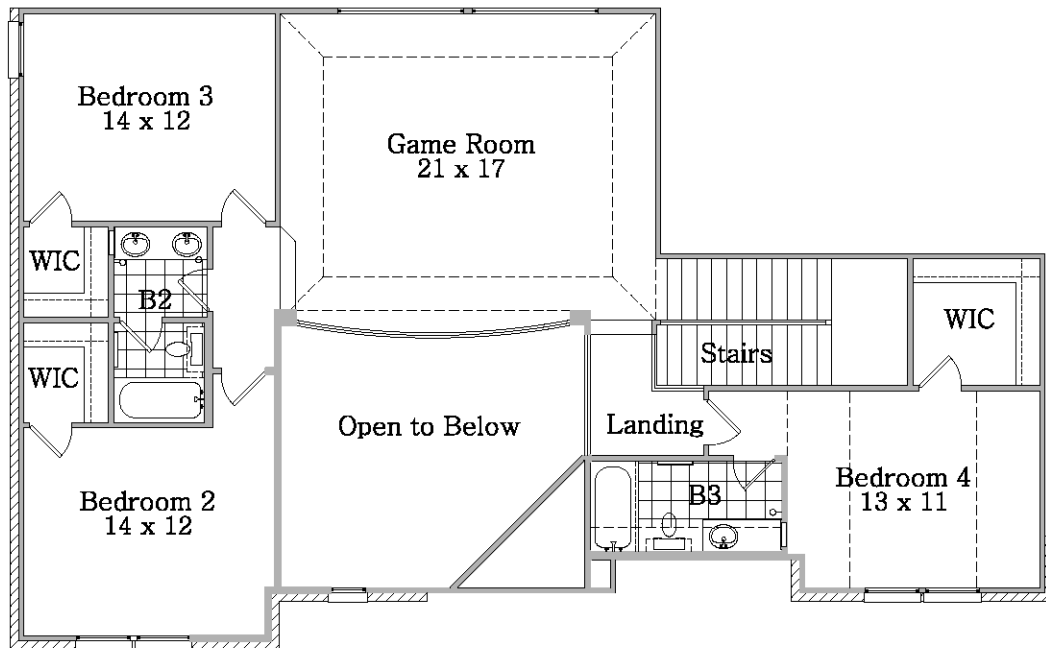 Bedroom 3
14 x 12
Game Room
21 x 17
WIC
B2
WIC
Stairs
WIC
Open to Below
Landing
Bedroom 2
14 x 12
B3
Bedroom 4
13 x 11